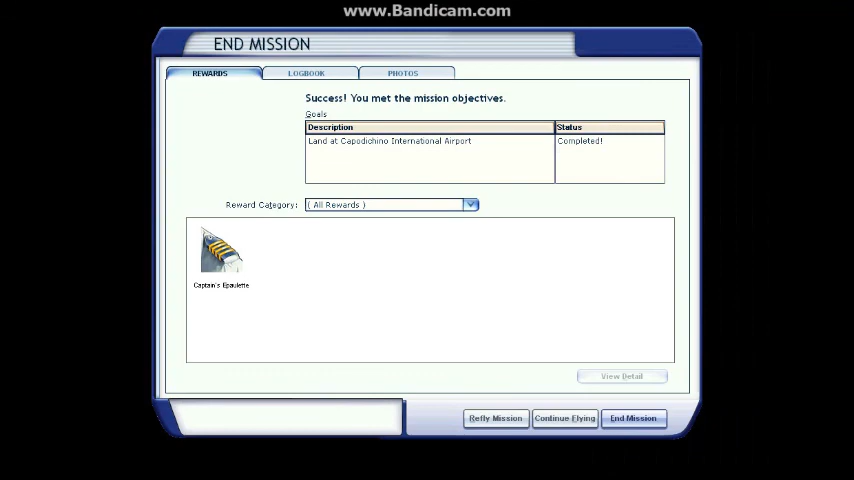 www.Bandicam.com
END MISSION
REWARDS LOGBOOK PHOTOS
Success! You met the mission objectives.
Goals
Description Status
Land at Capodichino International Airport Completed!
Reward Category: ( All Rewards )
Captain's Epaulette
View Detail
Refly Mission Continue Flying End Mission